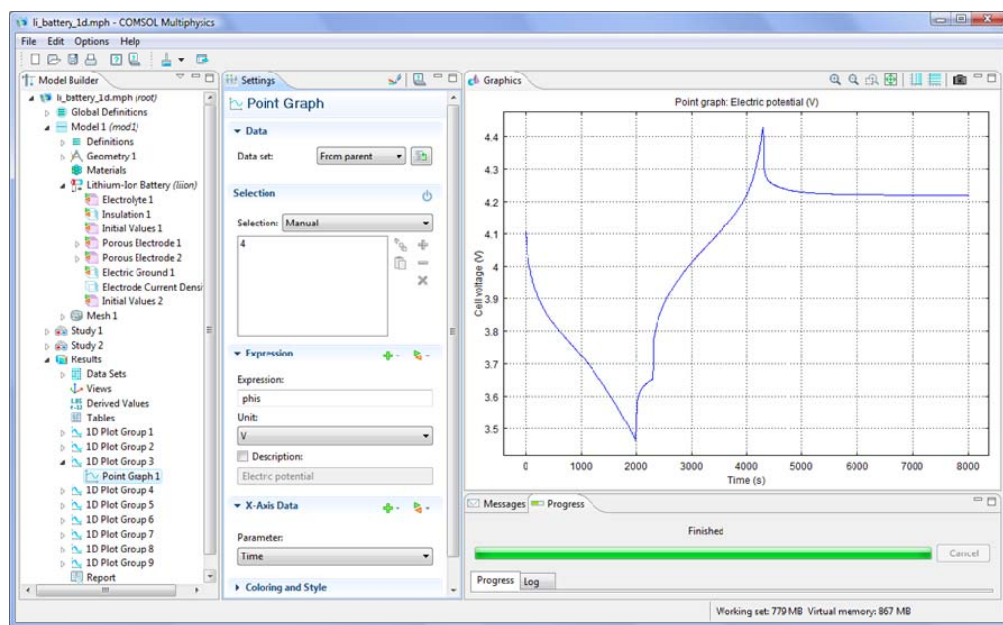 li_battery_1d.mph - COMSOL Multiphysics
File Edit Options Help
Model Builder
li_battery_1d.mph (root)
Global Definitions
Model 1 (mod1)
Definitions
Geometry 1
Materials
Lithium-Ion Battery (liion)
Electrolyte 1
Insulation 1
Initial Values 1
Porous Electrode 1
Porous Electrode 2
Electric Ground 1
Electrode Current Densi
Initial Values 2
Mesh 1
Study 1
Study 2
Results
Data Sets
Views
Derived Values
Tables
1D Plot Group 1
1D Plot Group 2
1D Plot Group 3
Point Graph 1
1D Plot Group 4
1D Plot Group 5
1D Plot Group 6
1D Plot Group 7
1D Plot Group 8
1D Plot Group 9
Report
Settings
Point Graph
Data
Data set: From parent
Selection
Selection: Manual
4
Expression
Expression:
phis
Unit:
V
Description:
Electric potential
X-Axis Data
Parameter:
Time
Coloring and Style
Graphics
Point graph: Electric potential (V)
Cell voltage (V)
4.4
4.3
4.2
4.1
4
3.9
3.8
3.7
3.6
3.5
0 1000 2000 3000 4000 5000 6000 7000 8000
Time (s)
Messages Progress
Finished
Cancel
Progress Log
Working set: 779 MB Virtual memory: 867 MB